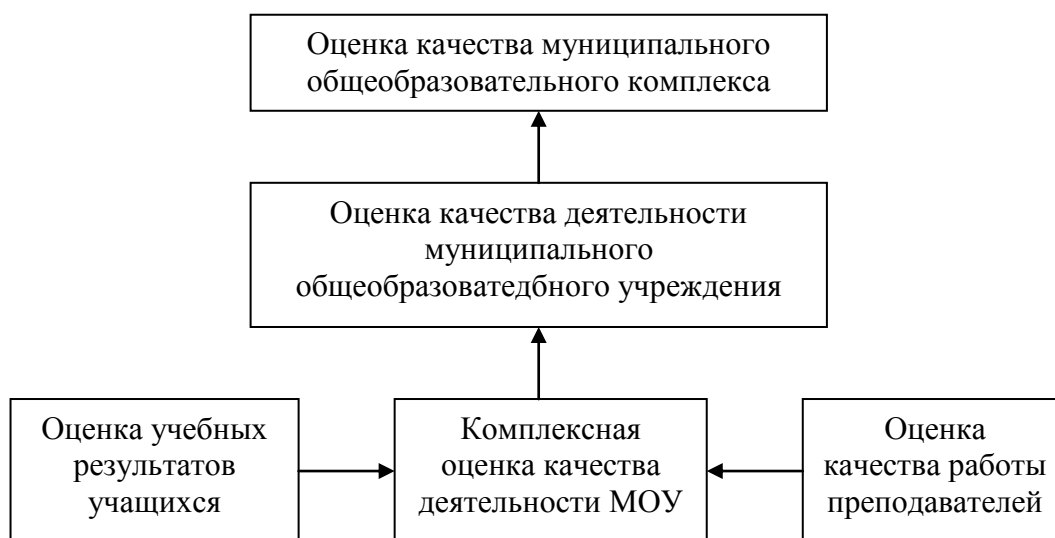 Оценка качества муниципального
общеобразовательного комплекса
Оценка качества деятельности
муниципального
общеобразоватедбного учреждения
Оценка учебных
результатов
учащихся
Комплексная
оценка качества
деятельности МОУ
Оценка
качества работы
преподавателей